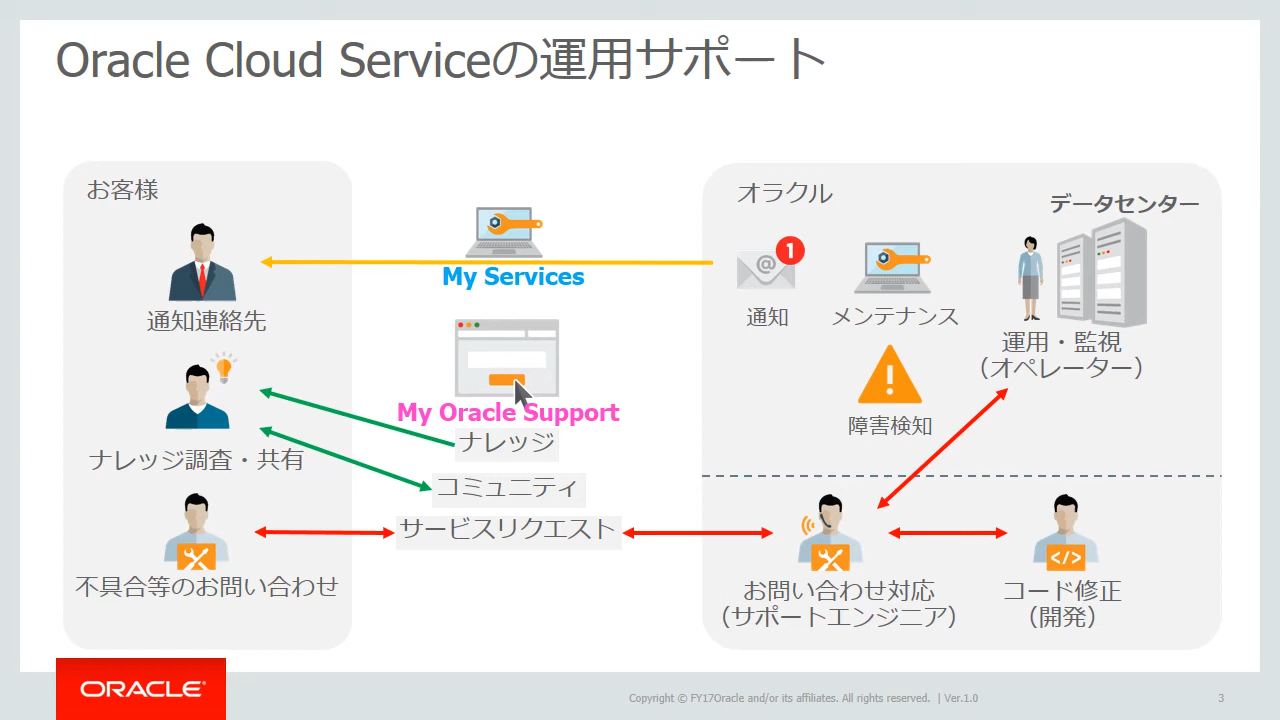 Oracle Cloud Serviceの運用サポート
お客様
通知連絡先
ナレッジ調査・共有
不具合等のお問い合わせ
My Services
My Oracle Support
ナレッジ
コミュニティ
サービスリクエスト
オラクル
データセンター
@
1
通知
メンテナンス
運用・監視
（オペレーター）
障害検知
お問い合わせ対応
（サポートエンジニア）
</>
コード修正
（開発）
ORACLE®
Copyright © FY17Oracle and/or its affiliates. All rights reserved. | Ver.1.0
3